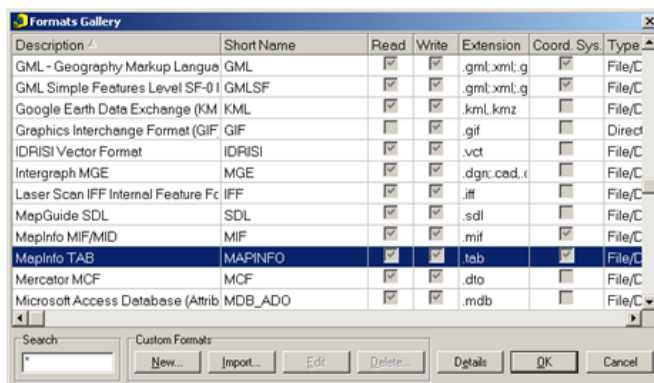 Formats Gallery
Description Short Name Read Write Extension Coord. Sys. Type
GML - Geography Markup Langua GML .gml;.xml;.g File/D
GML Simple Features Level SF-0 I GMLSF .gml;.xml;.g File/D
Google Earth Data Exchange (KM KML .kml,.kmz File/D
Graphics Interchange Format (GIF GIF .gif Direct
IDRISI Vector Format IDRISI .vct File/D
Intergraph MGE MGE .dgn;.cad,.c File/D
Laser Scan IFF Internal Feature Fo IFF .iff File/D
MapGuide SDL SDL .sdl File/D
MapInfo MIF/MID MIF .mif File/D
MapInfo TAB MAPINFO .tab File/D
Mercator MCF MCF .dto File/D
Microsoft Access Database (Attrib MDB_ADO .mdb File/D
Search Custom Formats
* New... Import... Edit Delete... Details OK Cancel